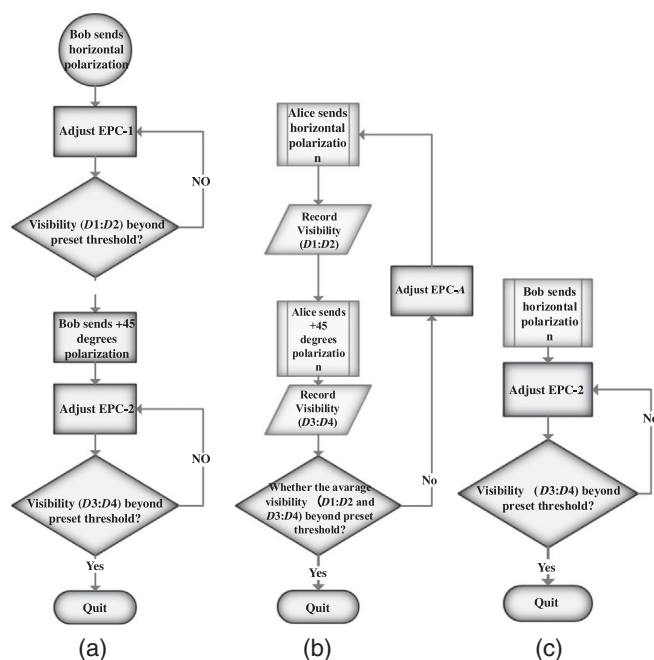 Bob sends
horizontal
polarization
Adjust EPC-1
NO
Visibility (D1:D2) beyond
preset threshold?
Bob sends +45
degrees
polarization
Adjust EPC-2
NO
Visibility (D3:D4) beyond
preset threshold?
Yes
Quit
(a)
Alice sends
horizontal
polarizatio
n
Record
Visibility
(D1:D2)
Adjust EPC-A
Alice sends
+45
degrees
polarizatio
n
Record
Visibility
(D3:D4)
No
Whether the avarage
visibility （D1:D2 and
D3:D4) beyond preset
threshold?
Yes
Quit
(b)
Bob sends
horizontal
polarizatio
n
Adjust EPC-2
No
Visibility （D3:D4) beyond
preset threshold?
Yes
Quit
(c)